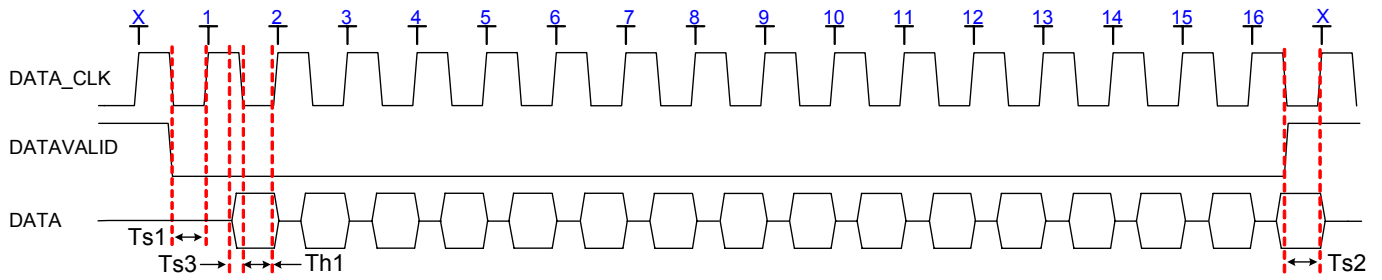 X 1 2 3 4 5 6 7 8 9 10 11 12 13 14 15 16 X
DATA_CLK
DATAVALID
DATA
Ts1
Ts3 Th1 Ts2